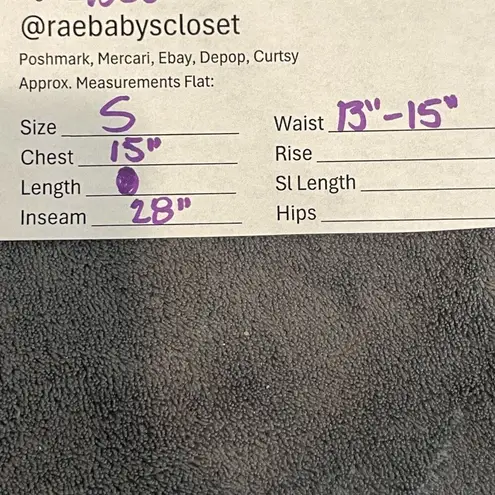 @raebabyscloset
Poshmark, Mercari, Ebay, Depop, Curtsy
Approx. Measurements Flat:
Size S Waist 13"-15"
Chest 15" Rise
Length Sl Length
Inseam 28" Hips